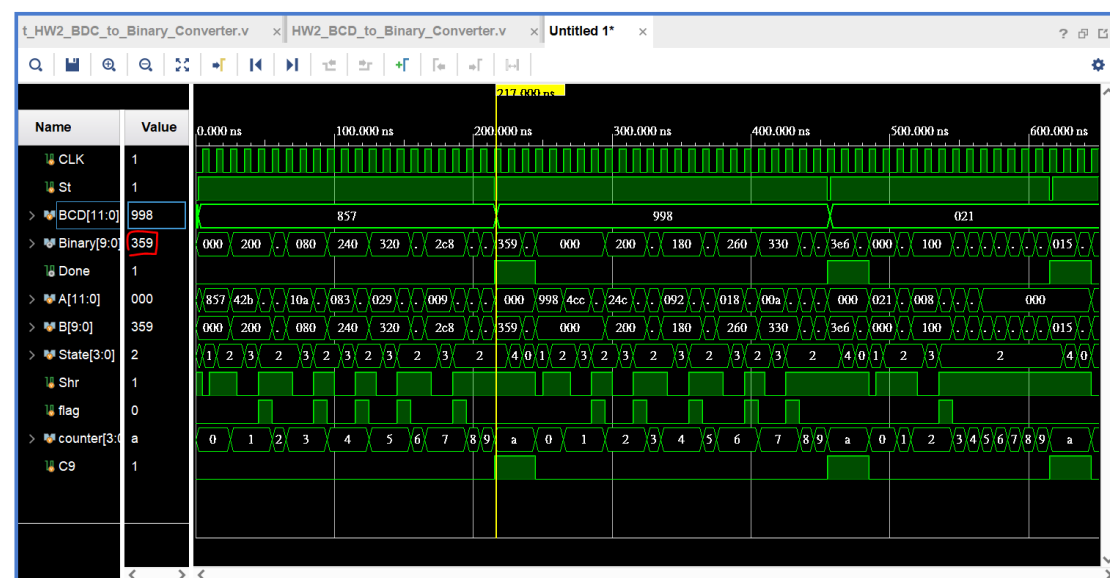 t_HW2_BDC_to_Binary_Converter.v × HW2_BCD_to_Binary_Converter.v × Untitled 1* ×
217.000 ns
Name Value 0.000 ns 100.000 ns 200.000 ns 300.000 ns 400.000 ns 500.000 ns 600.000 ns
CLK 1
St 1
BCD[11:0] 998 857 998 021
Binary[9:0] 359 000 200 . 080 240 320 . . 2c8 . . 359 . 000 200 . 180 . 260 330 . . 3e6 . 000 . 100 . . . . . . . 015 .
Done 1
A[11:0] 000 857 42b . . 10a . 083 . 029 . . 009 . . . 000 998 4cc . 24c . . 092 . . 018 . 00a . . 000 021 . 008 . . . 000
B[9:0] 359 000 200 . 080 240 320 . . 2c8 . . 359 . 000 200 . 180 . 260 330 . . 3e6 . 000 . 100 . . . . . . . 015 .
State[3:0] 2 1 2 3 2 3 2 3 2 3 2 3 2 4 0 1 2 3 2 3 2 3 2 3 2 3 2 4 0 1 2 3 2 4 0
Shr 1
flag 0
counter[3:0 a 0 1 2 3 4 5 6 7 8 9 a 0 1 2 3 4 5 6 7 8 9 a 0 1 2 3 4 5 6 7 8 9 a
C9 1